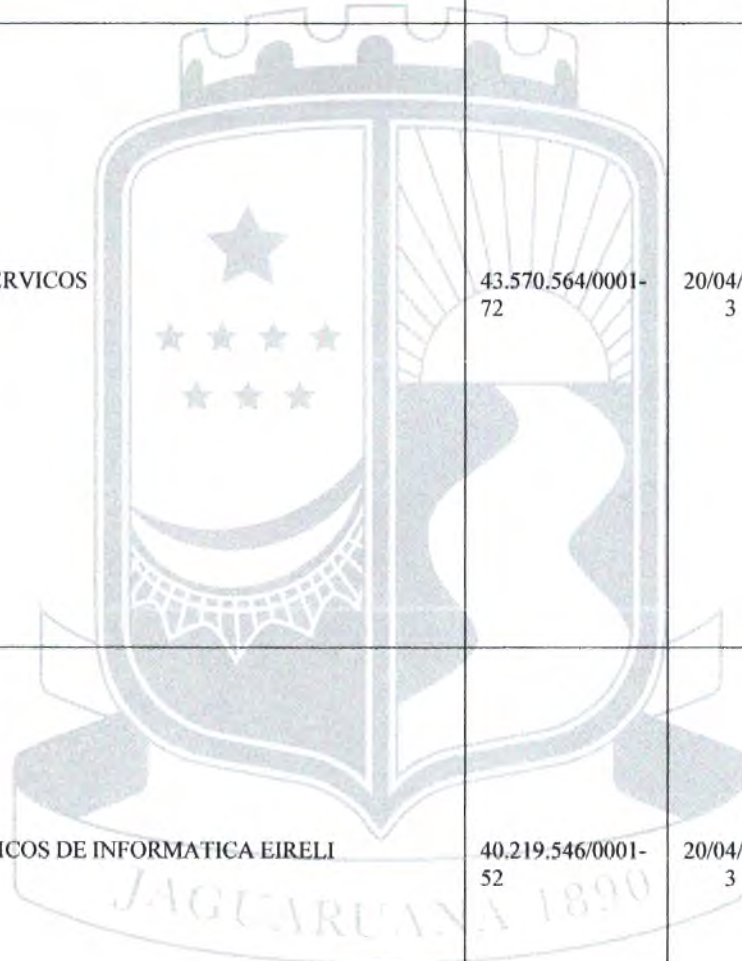 ERVICOS 43.570.564/0001- 20/04/
72 3
ICOS DE INFORMATICA EIRELI 40.219.546/0001- 20/04/
52 3
JAGUARUANA 1890